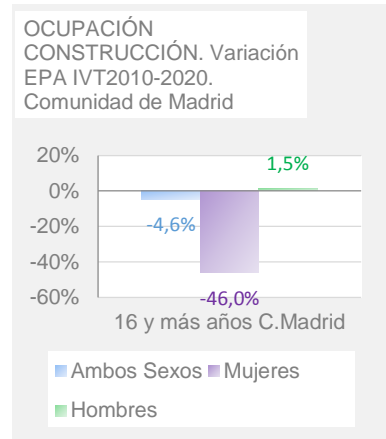 OCUPACIÓN
CONSTRUCCIÓN. Variación
EPA IVT2010-2020.
Comunidad de Madrid
20%
1,5%
0%
-20%
-4,6%
-40%
-60%
-46,0%
16 y más años C.Madrid
Ambos Sexos Mujeres
Hombres